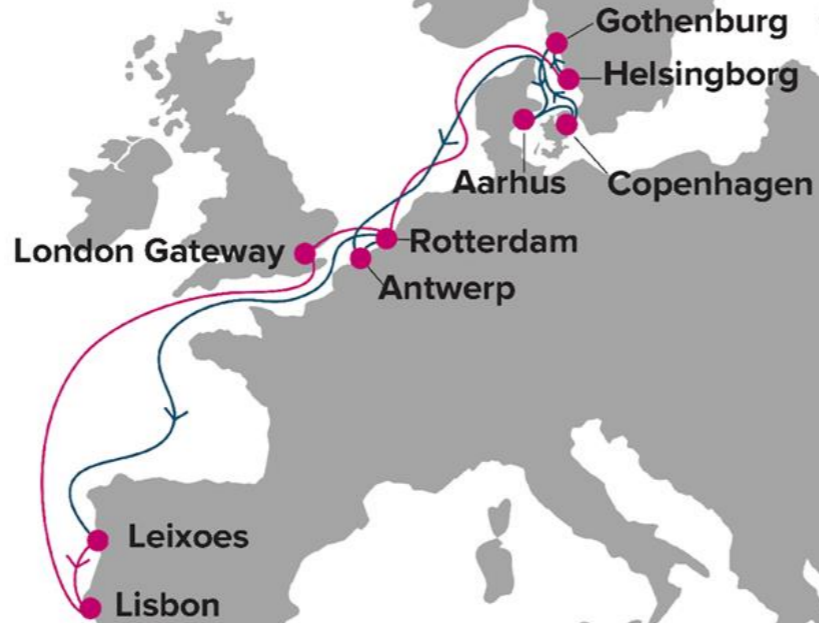 Gothenburg
Helsingborg
Aarhus
Copenhagen
London Gateway
Rotterdam
Antwerp
Leixoes
Lisbon